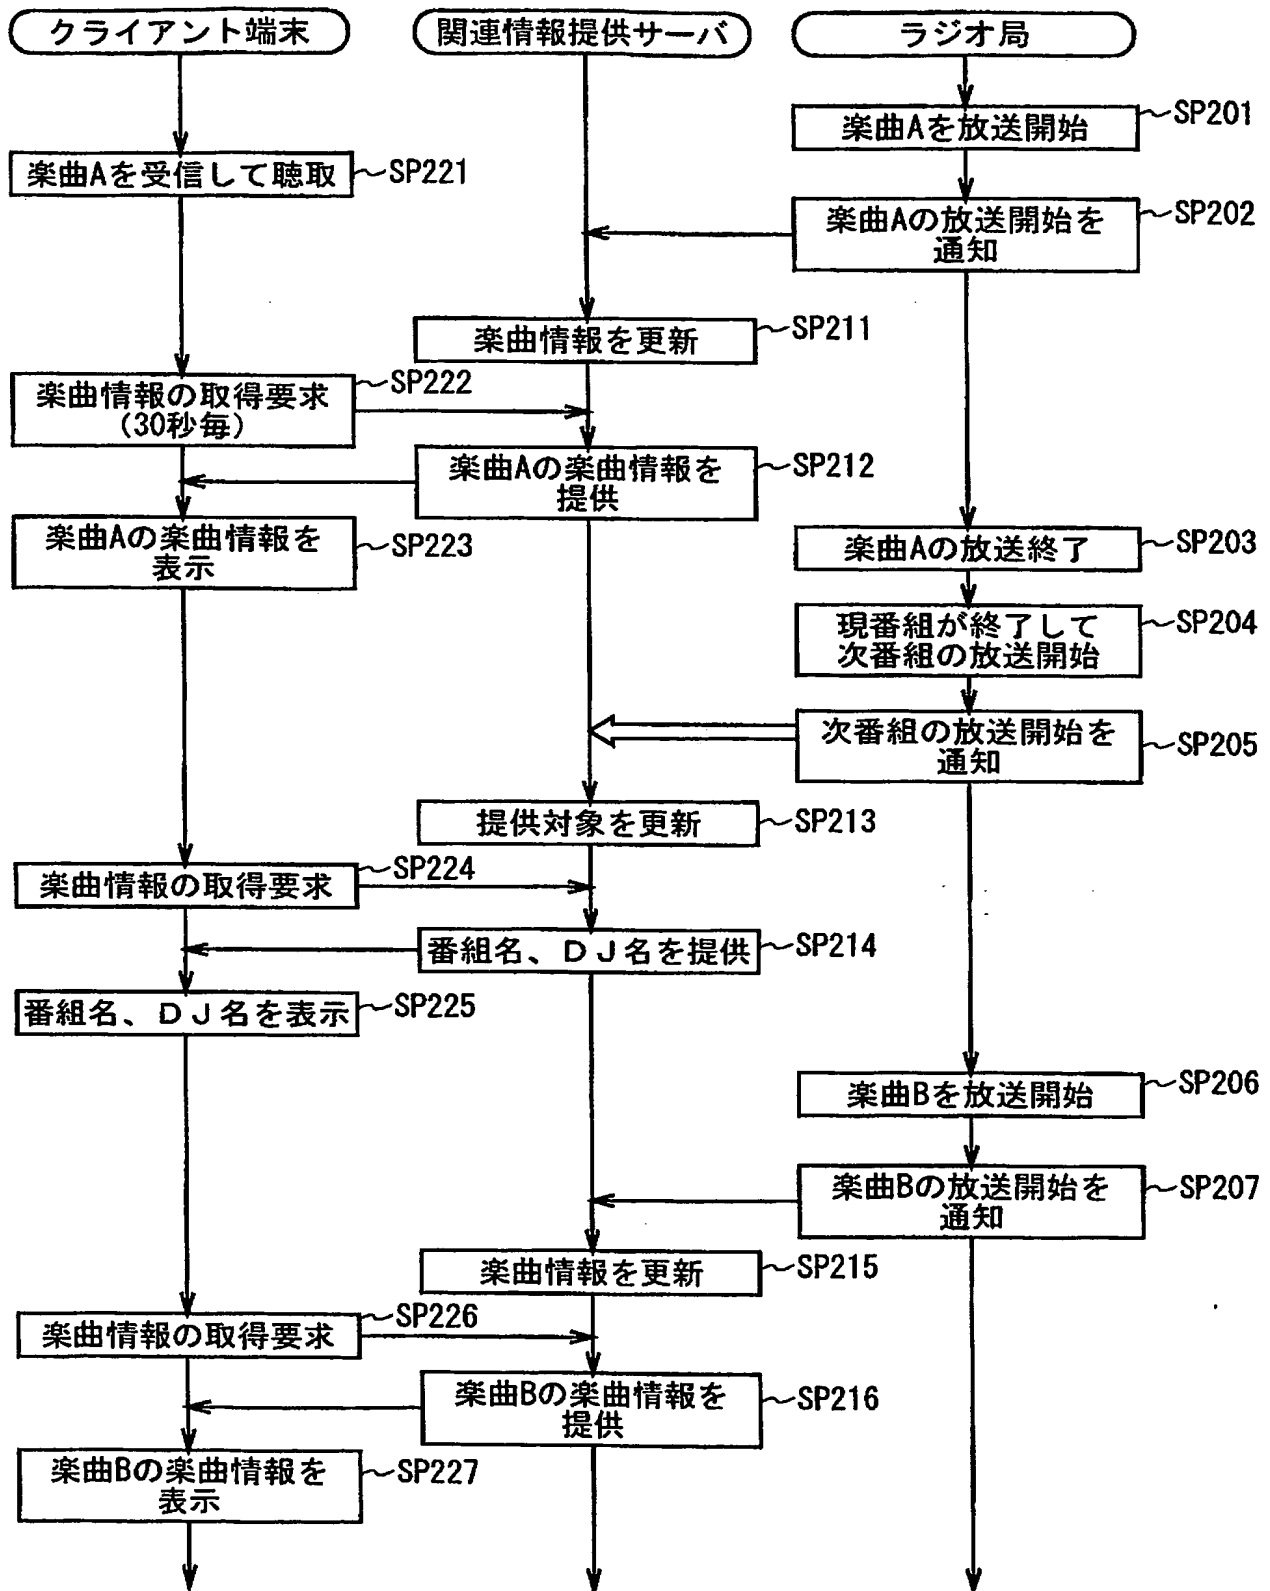 クライアント端末
関連情報提供サーバ
ラジオ局
楽曲Aを放送開始
SP201
楽曲Aを受信して聴取
SP221
楽曲Aの放送開始を
通知
SP202
楽曲情報を更新
SP211
楽曲情報の取得要求
(30秒毎)
SP222
楽曲Aの楽曲情報を
提供
SP212
楽曲Aの楽曲情報を
表示
SP223
楽曲Aの放送終了
SP203
現番組が終了して
次番組の放送開始
SP204
次番組の放送開始を
通知
SP205
提供対象を更新
SP213
楽曲情報の取得要求
SP224
番組名、DJ名を提供
SP214
番組名、DJ名を表示
SP225
楽曲Bを放送開始
SP206
楽曲Bの放送開始を
通知
SP207
楽曲情報を更新
SP215
楽曲情報の取得要求
SP226
楽曲Bの楽曲情報を
提供
SP216
楽曲Bの楽曲情報を
表示
SP227